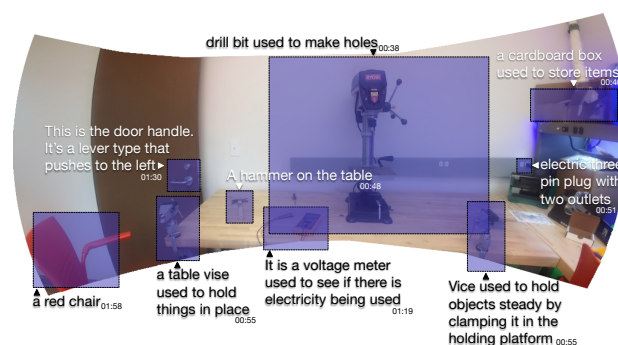 drill bit used to make holes
00:38
a cardboard box
used to store items
This is the door handle.
It's a lever type that
pushes to the left
01:30
A hammer on the table
00:48
electric three
pin plug with
two outlets
00:51
a red chair
01:58
a table vise
used to hold
things in place
00:55
It is a voltage meter
used to see if there is
electricity being used
01:19
Vice used to hold
objects steady by
clamping it in the
holding platform
00:55